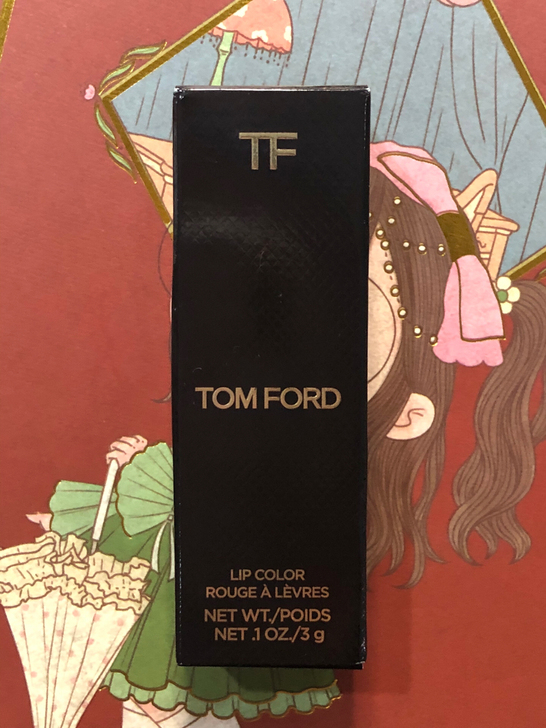 TF
TOM FORD
LIP COLOR
ROUGE À LÈVRES
NET WT./POIDS
NET .1 OZ./3 g